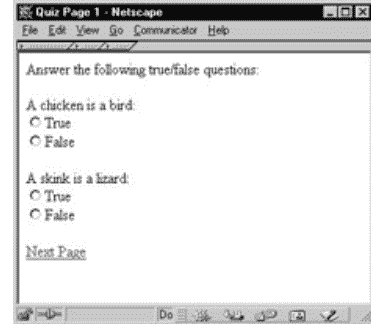 Quiz Page 1 - Netscape
File Edit View Go Communicator Help
Answer the following true/false questions:
A chicken is a bird:
True
False
A skink is a lizard:
True
False
Next Page
Do